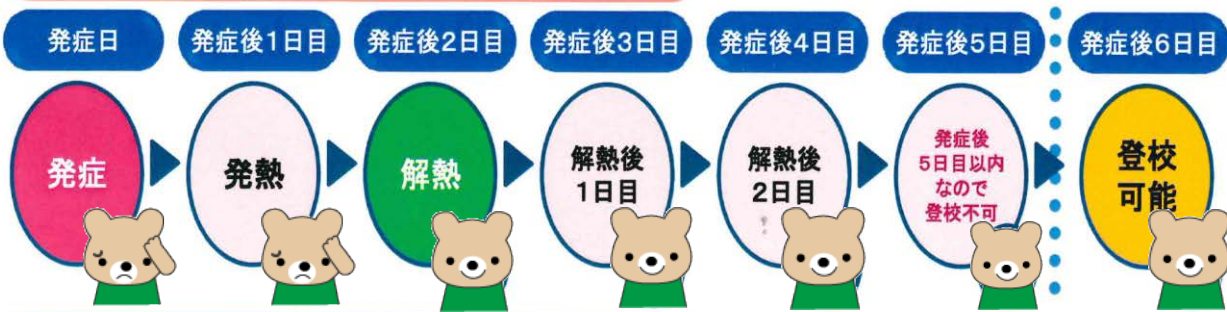 発症日
発症後1日目
発症後2日目
発症後3日目
発症後4日目
発症後5日目
発症後6日目
発症
発熱
解熱
解熱後
1日目
解熱後
2日目
発症後
5日目以内
なので
登校不可
登校
可能